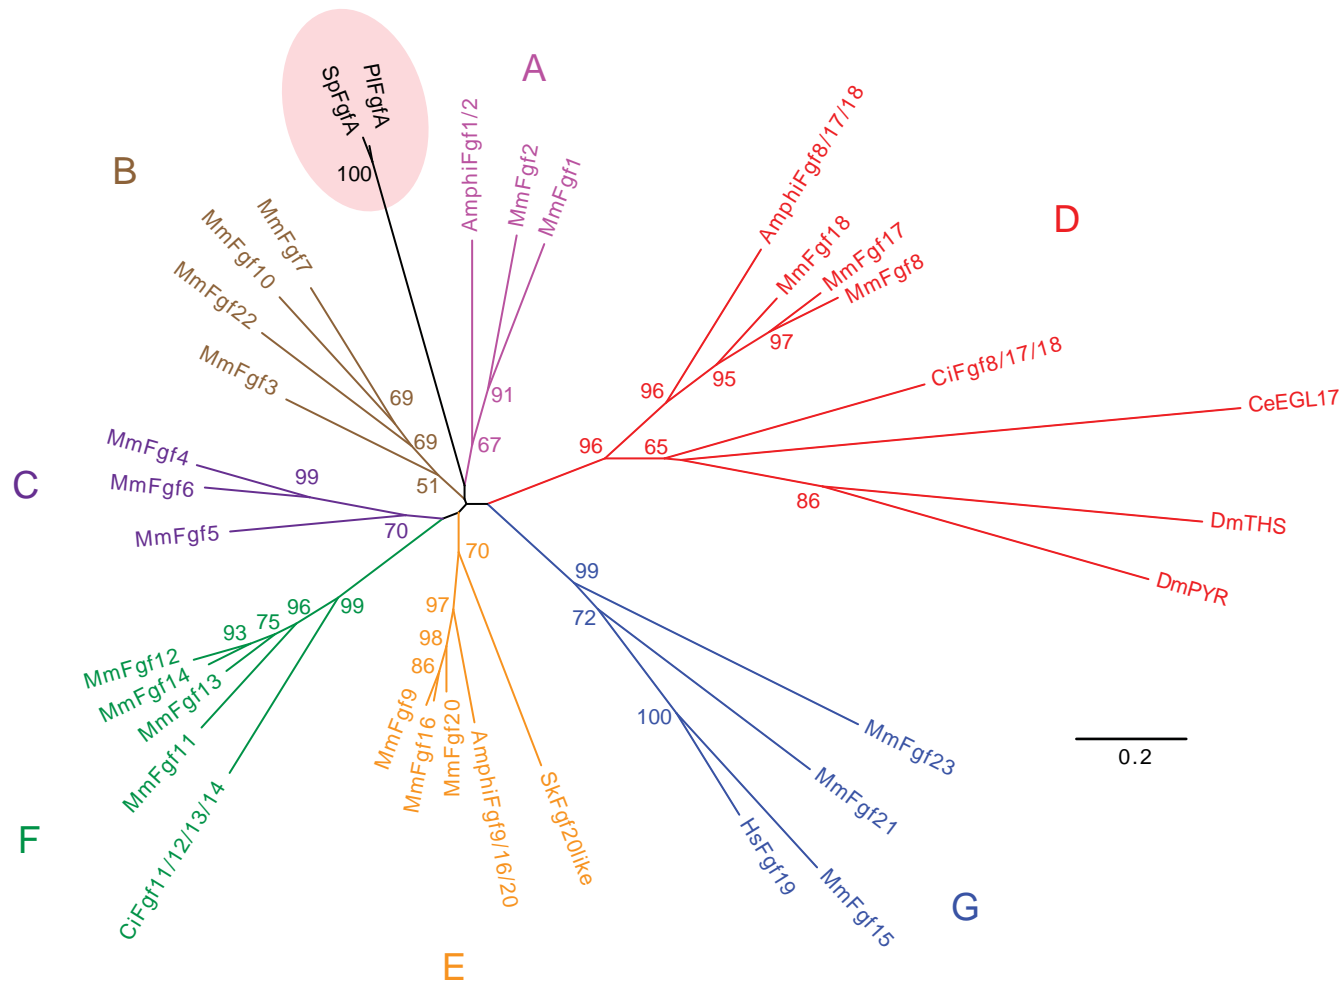 A
PlFgfA
SpFgfA
100
AmphiFgf1/2
MmFgf2
MmFgf1
91
67
B
MmFgf7
MmFgf10
MmFgf22
MmFgf3
69
69
51
C
MmFgf4
MmFgf6
MmFgf5
99
70
D
AmphiFgf8/17/18
MmFgf18
MmFgf17
MmFgf8
97
95
96
CiFgf8/17/18
CeEGL17
96
65
86
DmTHS
DmPYR
F
99
96
75
93
MmFgf12
MmFgf14
MmFgf13
MmFgf11
CiFgf11/12/13/14
E
70
97
98
86
MmFgf9
MmFgf16
MmFgf20
AmphiFgf9/16/20
SkFgf20like
G
99
72
100
MmFgf23
MmFgf21
HsFgf19
MmFgf15
0.2